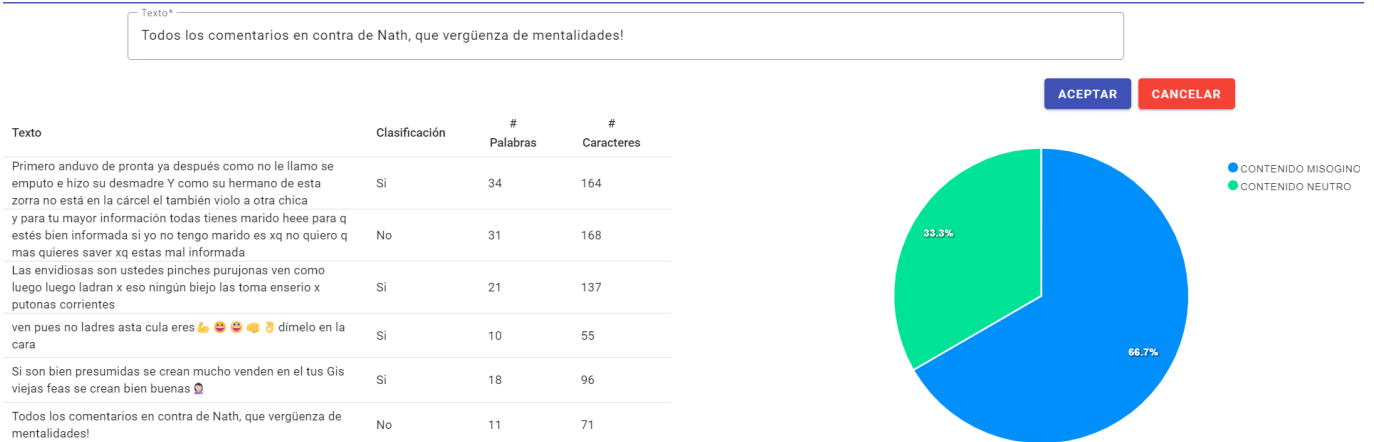 Texto*
Todos los comentarios en contra de Nath, que vergüenza de mentalidades!
ACEPTAR
CANCELAR
Texto
Clasificación
# Palabras
# Caracteres
Primero anduvo de pronta ya después como no le llamo se
emputo e hizo su desmadre Y como su hermano de esta
zorra no está en la cárcel el también violo a otra chica
Si
34
164
y para tu mayor información todas tienes marido heee para q
estés bien informada si yo no tengo marido es xq no quiero q
mas quieres saver xq estas mal informada
No
31
168
Las envidiosas son ustedes pinches purujonas ven como
luego luego ladran x eso ningún biejo las toma enserio x
putonas corrientes
Si
21
137
ven pues no ladres asta cula eres💪😆😃👊👌 dímelo en la
cara
Si
10
55
Si son bien presumidas se crean mucho venden en el tus Gis
viejas feas se crean bien buenas 🤦🏻‍♀️
Si
18
96
Todos los comentarios en contra de Nath, que vergüenza de
mentalidades!
No
11
71
33.3%
66.7%
CONTENIDO MISOGINO
CONTENIDO NEUTRO